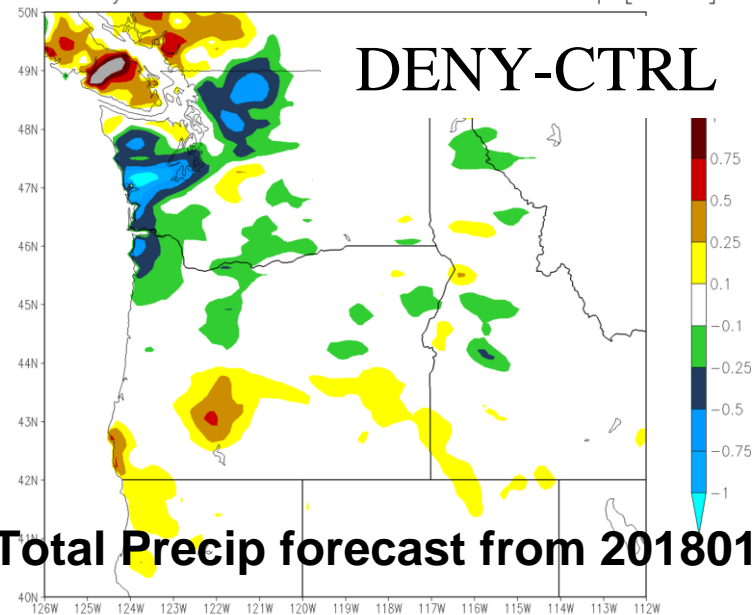 50N
DENY-CTRL
49N
48N
0.75
47N
0.5
46N
0.25
0.1
45N
-0.1
44N
-0.25
43N
-0.5
-0.75
42N
-1
Total Precip forecast from 201801
40N
126W 125W 124W 123W 122W 121W 120W 119W 118W 117W 116W 115W 114W 113W 112W